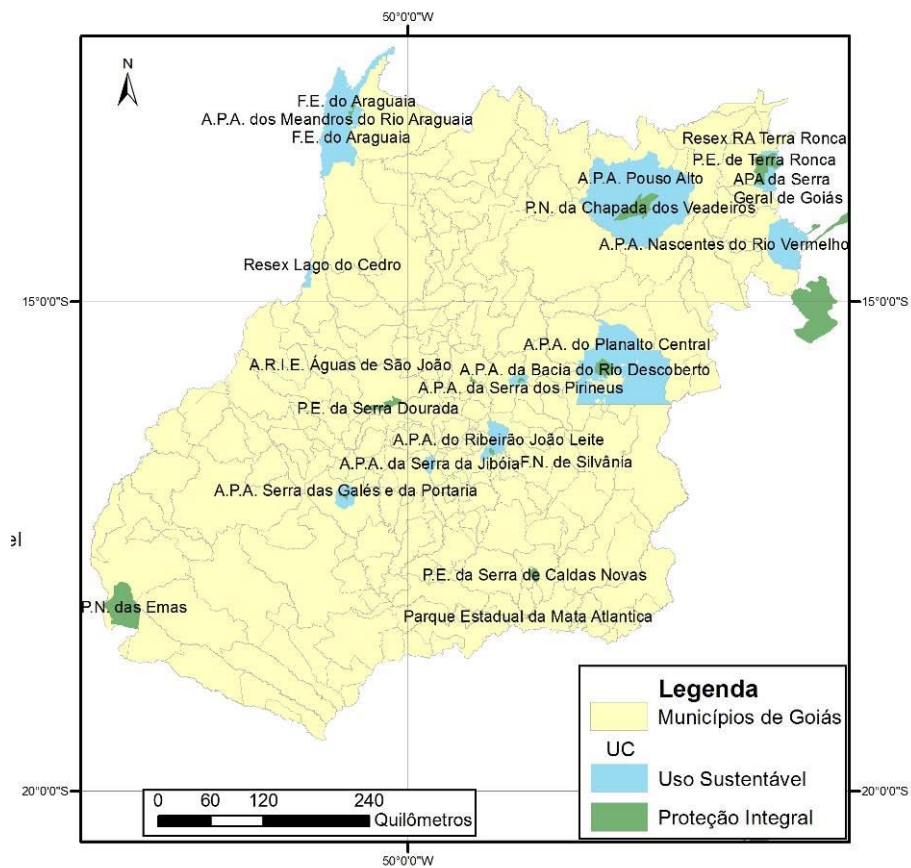 50°0'0"W
N
F.E. do Araguaia
A.P.A. dos Meandros do Rio Araguaia
F.E. do Araguaia
Resex RA Terra Ronca
P.E. de Terra Ronca
A.P.A. Pouso Alto
APA da Serra
Geral de Goiás
P.N. da Chapada dos Veadeiros
A.P.A. Nascentes do Rio Vermelho
Resex Lago do Cedro
15°0'0"S
15°0'0"S
A.P.A. do Planalto Central
A.R.I.E. Águas de São João
A.P.A. da Bacia do Rio Descoberto
A.P.A. da Serra dos Pirineus
P.E. da Serra Dourada
A.P.A. do Ribeirão João Leite
A.P.A. da Serra da Jibóia
F.N. de Silvânia
A.P.A. Serra das Galés e da Portaria
el
P.E. da Serra de Caldas Novas
P.N. das Emas
Parque Estadual da Mata Atlantica
Legenda
Municípios de Goiás
UC
Uso Sustentável
Proteção Integral
20°0'0"S
20°0'0"S
0 60 120 240
Quilômetros
50°0'0"W